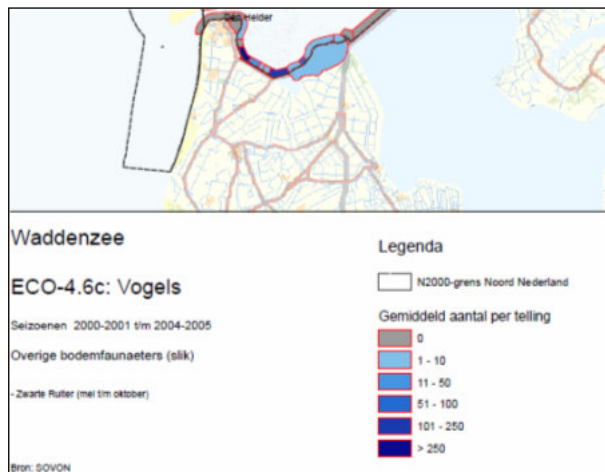 Den Helder
Waddenzee
ECO-4.6c: Vogels
Seizoenen 2000-2001 t/m 2004-2005
Overige bodemfaunaeters (slik)
- Zwarte Ruiter (mei t/m oktober)
Bron: SOVON
Legenda
N2000-grens Noord Nederland
Gemiddeld aantal per telling
0
1 - 10
11 - 50
51 - 100
101 - 250
> 250